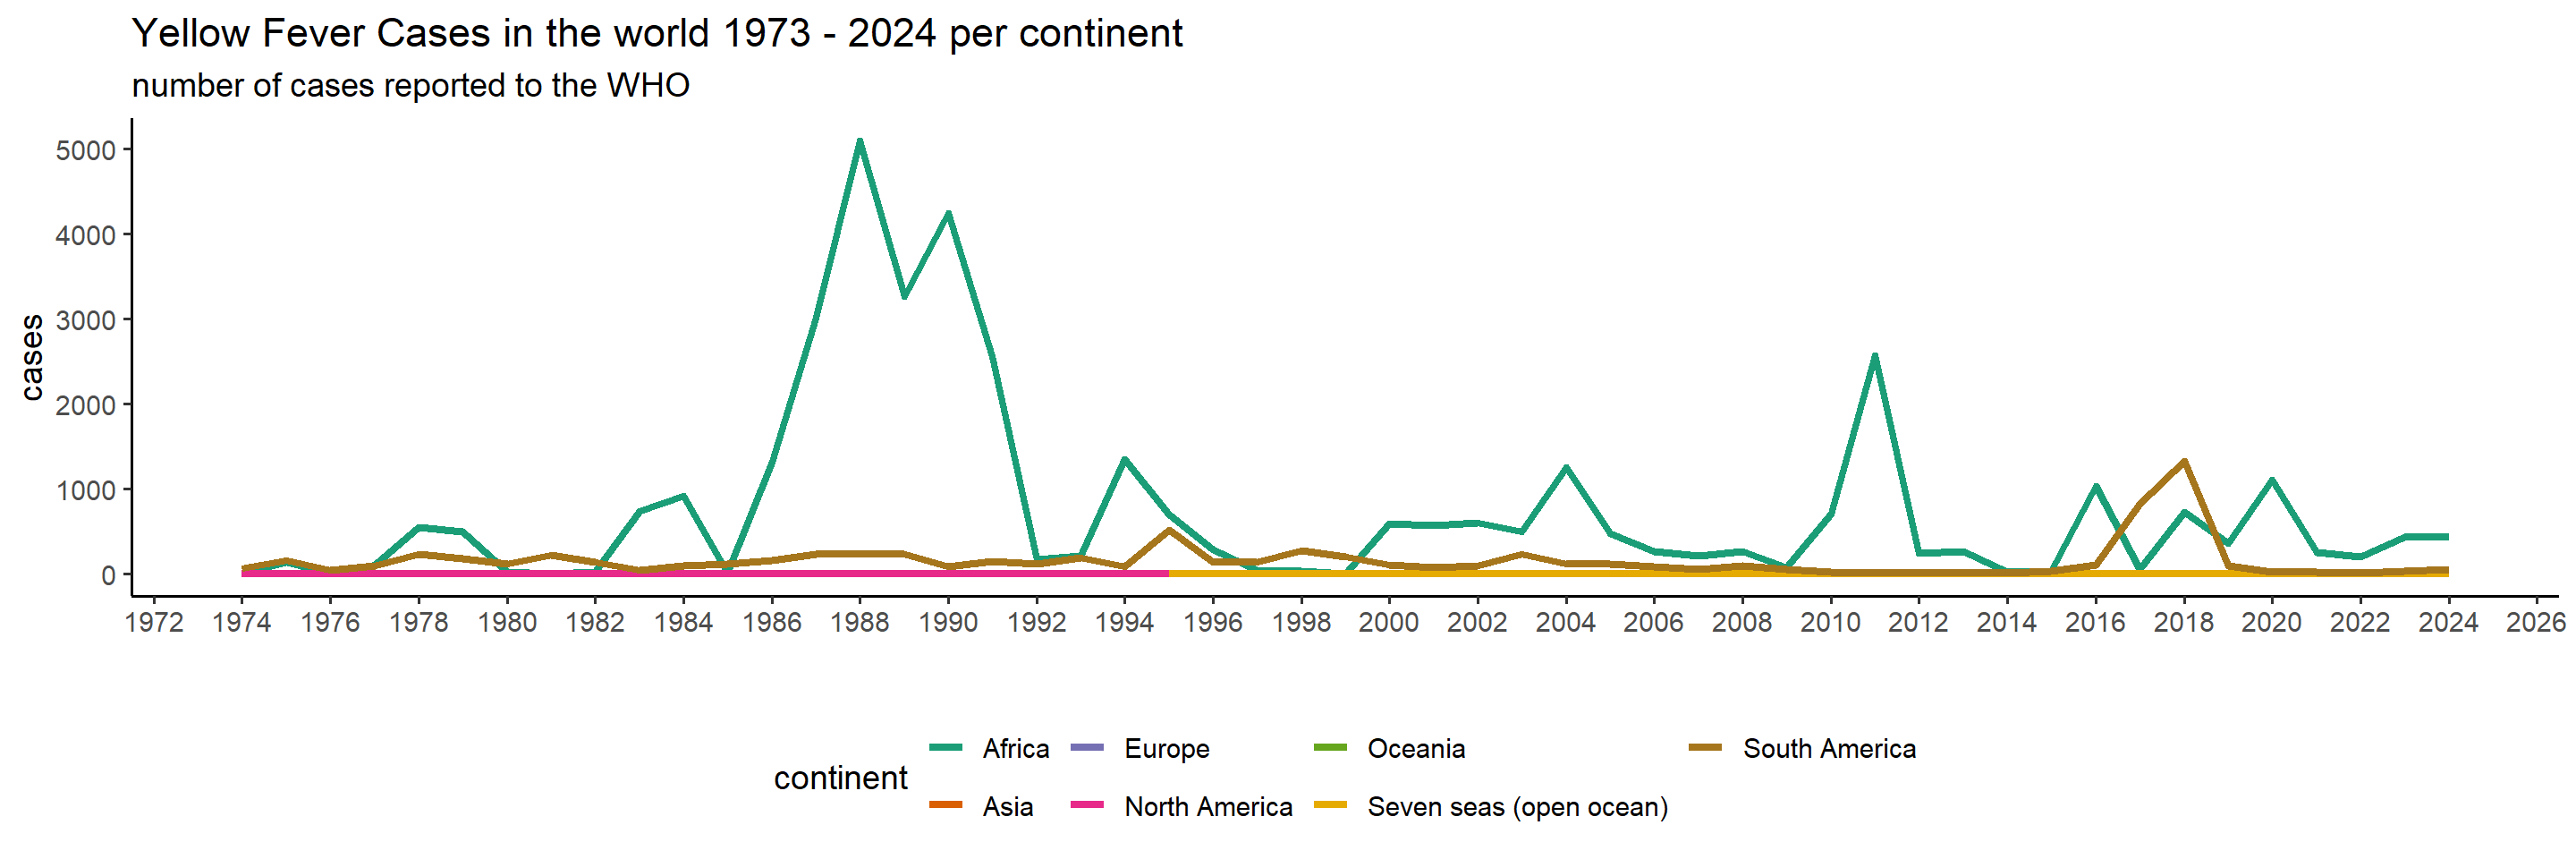 Yellow Fever Cases in the world 1973 - 2024 per continent
number of cases reported to the WHO
cases
5000
4000
3000
2000
1000
0
1972 1974 1976 1978 1980 1982 1984 1986 1988 1990 1992 1994 1996 1998 2000 2002 2004 2006 2008 2010 2012 2014 2016 2018 2020 2022 2024 2026
continent
Africa Europe Oceania South America
Asia North America Seven seas (open ocean)